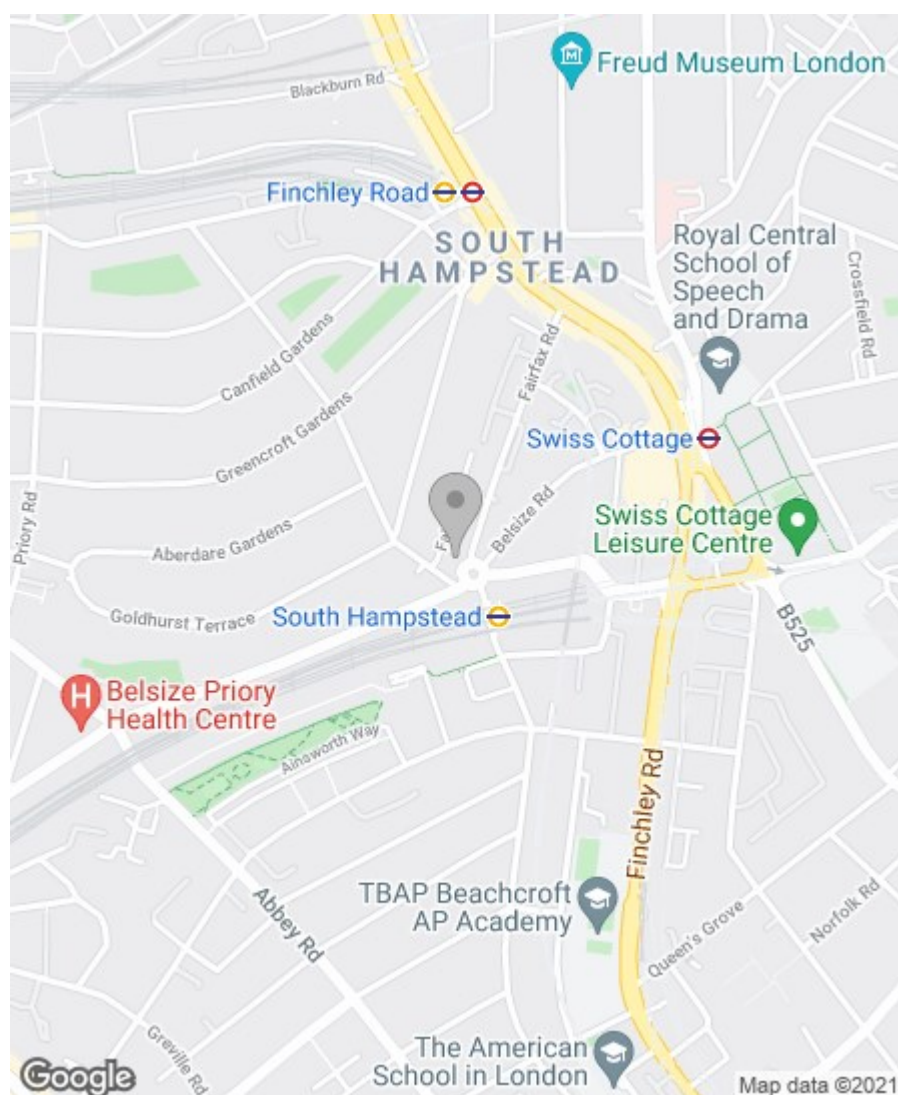 Freud Museum London
Blackburn Rd
Finchley Road
SOUTH
HAMPSTEAD
Royal Central
School of
Speech
and Drama
Crossfield Rd
Fairfax Rd
Canfield Gardens
Greencroft Gardens
Swiss Cottage
Belsize Rd
Swiss Cottage
Leisure Centre
Priory Rd
Aberdare Gardens
Goldhurst Terrace
South Hampstead
B525
H
Belsize Priory
Health Centre
Ainsworth Way
Finchley Rd
TBAP Beachcroft
AP Academy
Abbey Rd
Queen's Grove
Norfolk Rd
Greville Rd
The American
School in London
Google
Map data ©2021